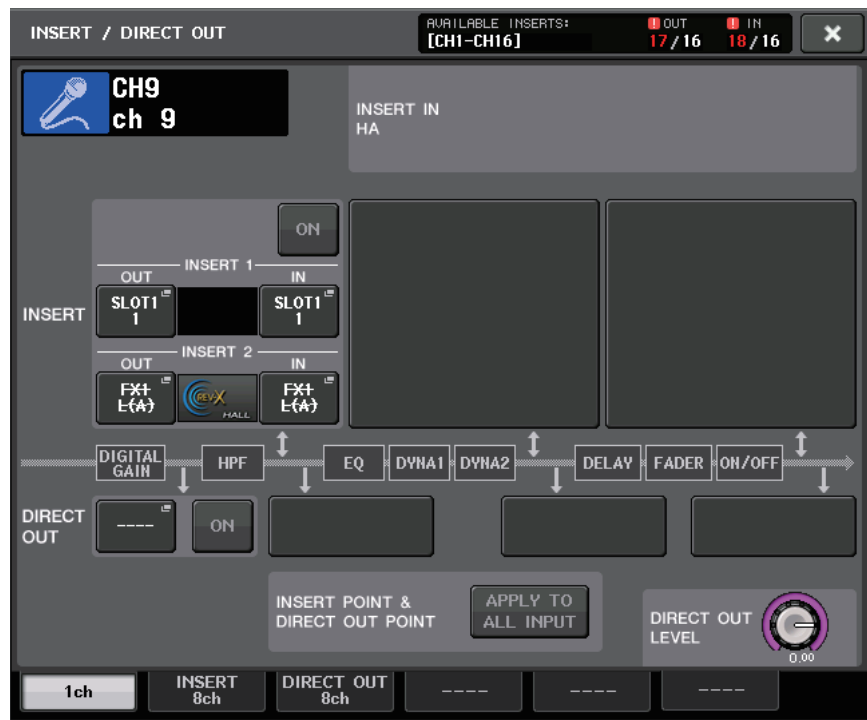 INSERT / DIRECT OUT
AVAILABLE INSERTS:
[CH1-CH16]
! OUT
17/16
! IN
18/16
×
CH9
ch 9
INSERT IN
HA
ON
INSERT 1
OUT
IN
INSERT
SLOT1
1
SLOT1
1
INSERT 2
OUT
IN
FX1
L(A)
REV-X
HALL
FX1
L(A)
DIGITAL
GAIN
HPF
EQ
DYNA1
DYNA2
DELAY
FADER
ON/OFF
DIRECT
OUT
----
ON
INSERT POINT &
DIRECT OUT POINT
APPLY TO
ALL INPUT
DIRECT OUT
LEVEL
0.00
1ch
INSERT
8ch
DIRECT OUT
8ch
----
----
----